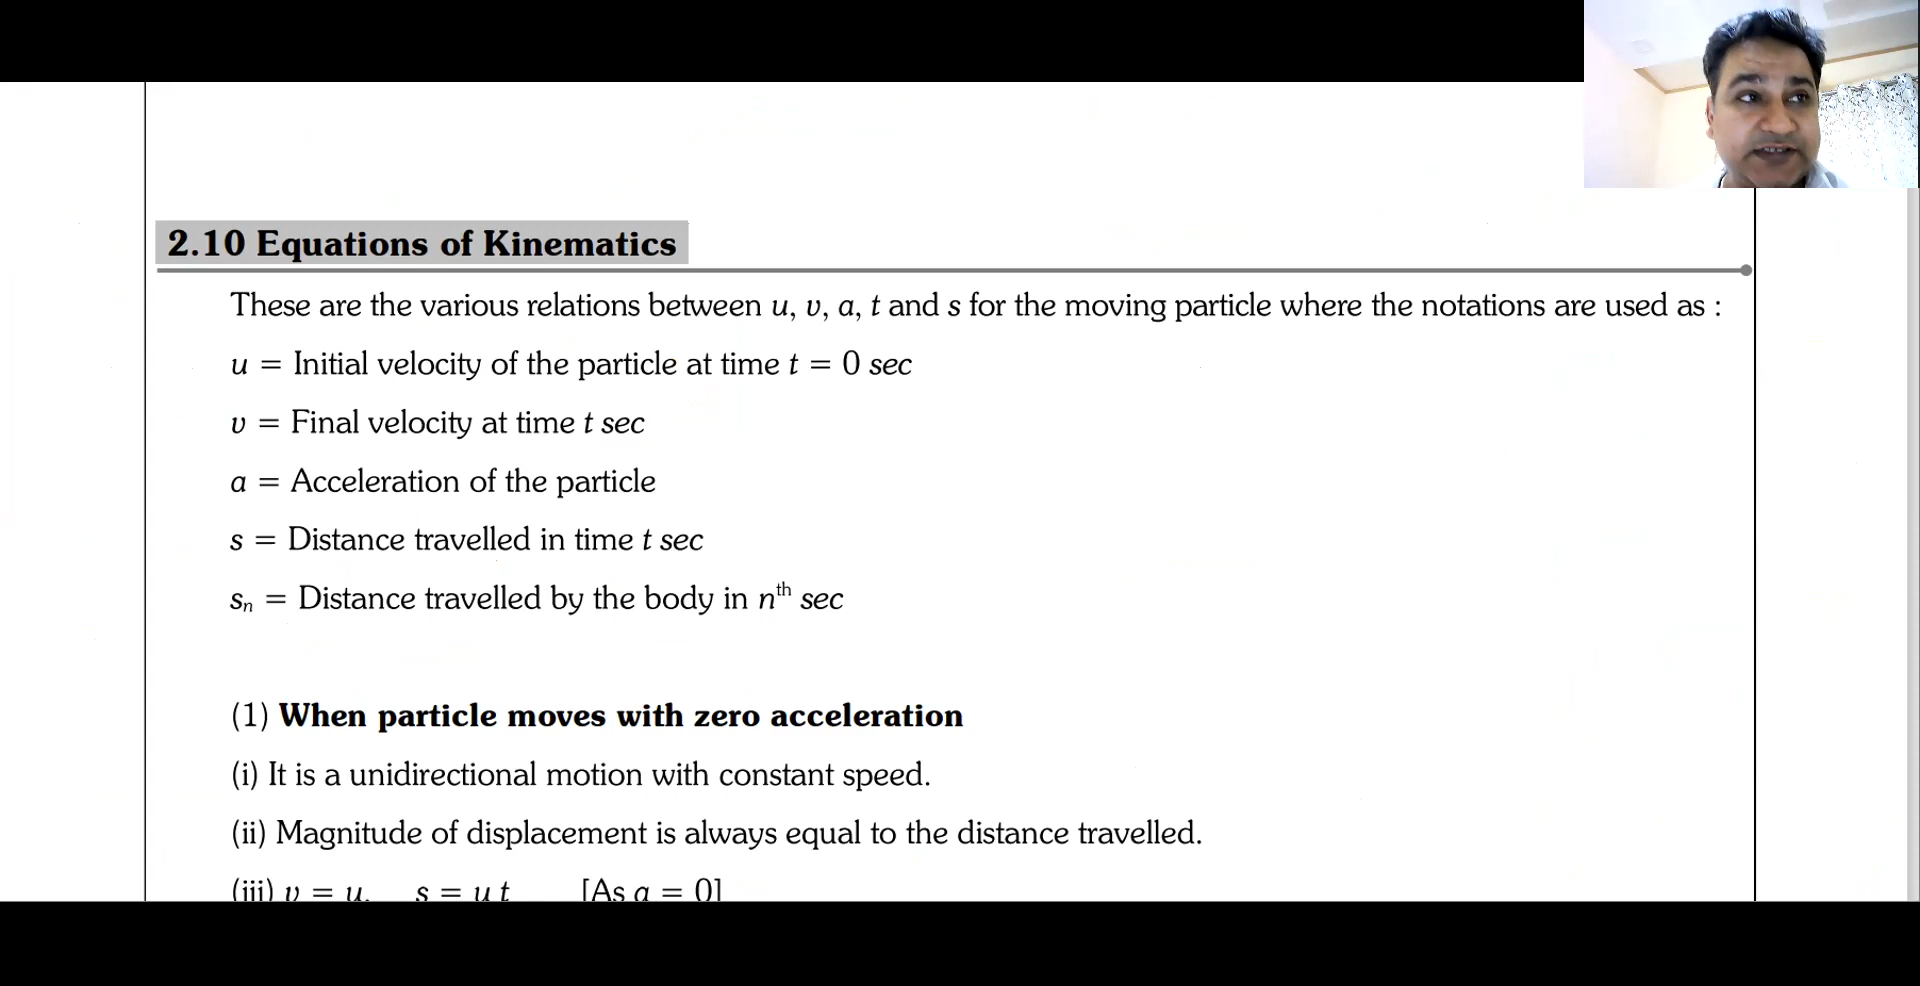 2.10 Equations of Kinematics
These are the various relations between u, v, a, t and s for the moving particle where the notations are used as :
u = Initial velocity of the particle at time t = 0 sec
v = Final velocity at time t sec
a = Acceleration of the particle
s = Distance travelled in time t sec
sₙ = Distance travelled by the body in nᵗʰ sec
(1) When particle moves with zero acceleration
(i) It is a unidirectional motion with constant speed.
(ii) Magnitude of displacement is always equal to the distance travelled.
(iii) v = u, s = u t [As a = 0]